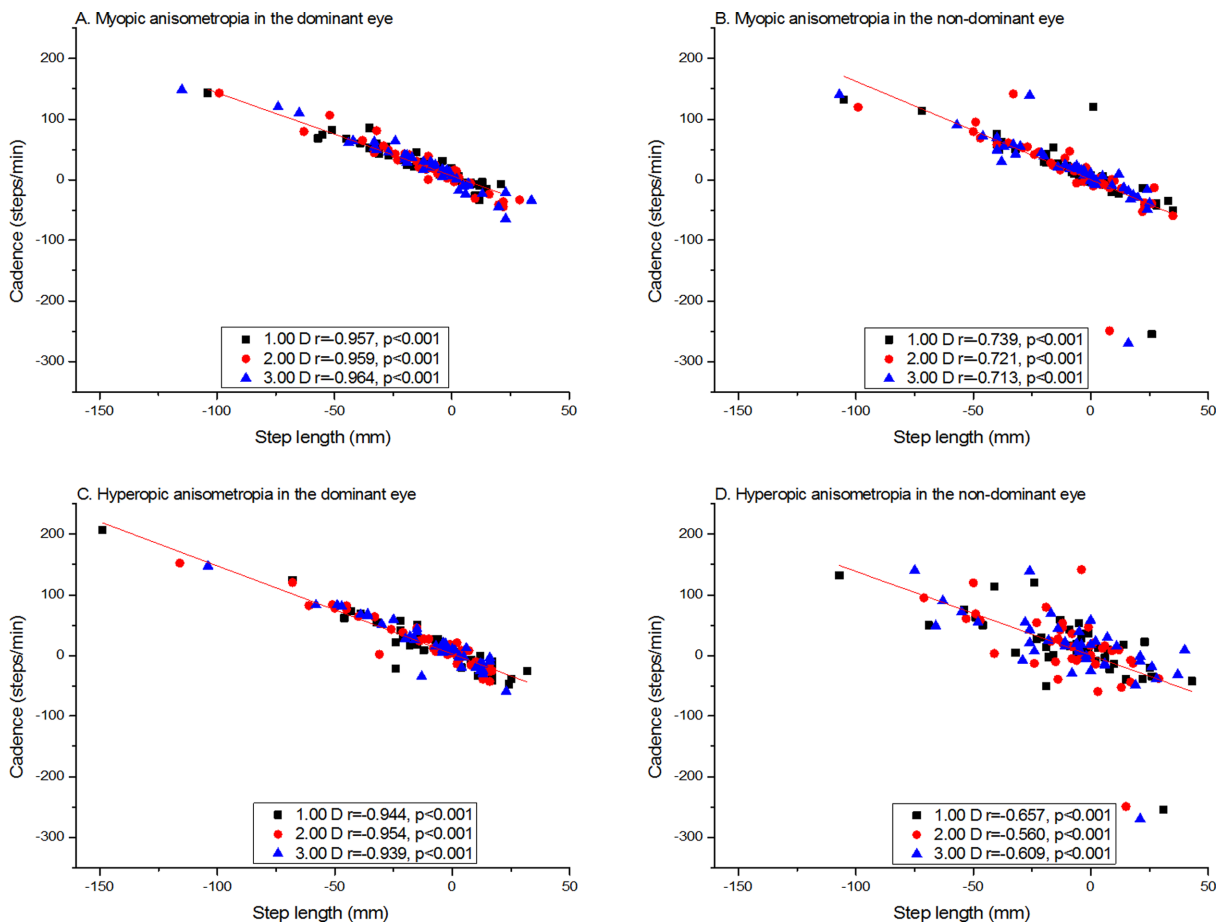 A. Myopic anisometropia in the dominant eye
200
100
0
-100
-200
-300
Cadence (steps/min)
1.00 D r=-0.957, p<0.001
2.00 D r=-0.959, p<0.001
3.00 D r=-0.964, p<0.001
-150 -100 -50 0 50
Step length (mm)
B. Myopic anisometropia in the non-dominant eye
200
100
0
-100
-200
-300
Cadence (steps/min)
1.00 D r=-0.739, p<0.001
2.00 D r=-0.721, p<0.001
3.00 D r=-0.713, p<0.001
-150 -100 -50 0 50
Step length (mm)
C. Hyperopic anisometropia in the dominant eye
200
100
0
-100
-200
-300
Cadence (steps/min)
1.00 D r=-0.944, p<0.001
2.00 D r=-0.954, p<0.001
3.00 D r=-0.939, p<0.001
-150 -100 -50 0 50
Step length (mm)
D. Hyperopic anisometropia in the non-dominant eye
200
100
0
-100
-200
-300
Cadence (steps/min)
1.00 D r=-0.657, p<0.001
2.00 D r=-0.560, p<0.001
3.00 D r=-0.609, p<0.001
-150 -100 -50 0 50
Step length (mm)